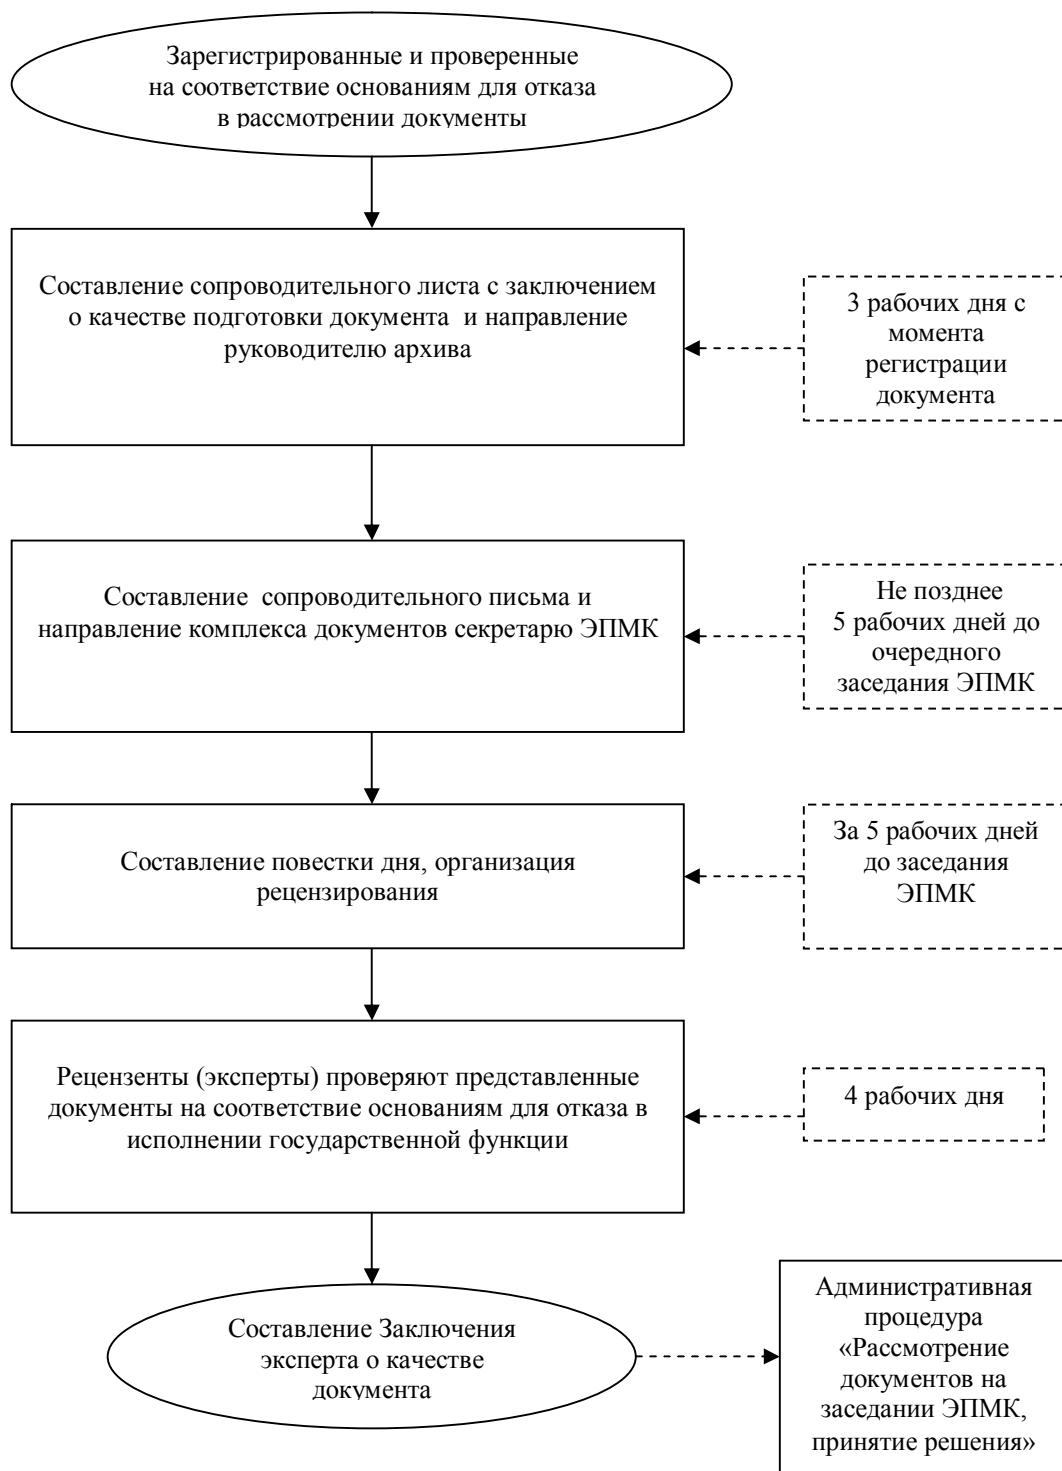 Зарегистрированные и проверенные
на соответствие основаниям для отказа
в рассмотрении документы
Составление сопроводительного листа с заключением
о качестве подготовки документа и направление
руководителю архива
3 рабочих дня с
момента
регистрации
документа
Составление сопроводительного письма и
направление комплекса документов секретарю ЭПМК
Не позднее
5 рабочих дней до
очередного
заседания ЭПМК
Составление повестки дня, организация
рецензирования
За 5 рабочих дней
до заседания
ЭПМК
Рецензенты (эксперты) проверяют представленные
документы на соответствие основаниям для отказа в
исполнении государственной функции
4 рабочих дня
Составление Заключения
эксперта о качестве
документа
Административная
процедура
«Рассмотрение
документов на
заседании ЭПМК,
принятие решения»